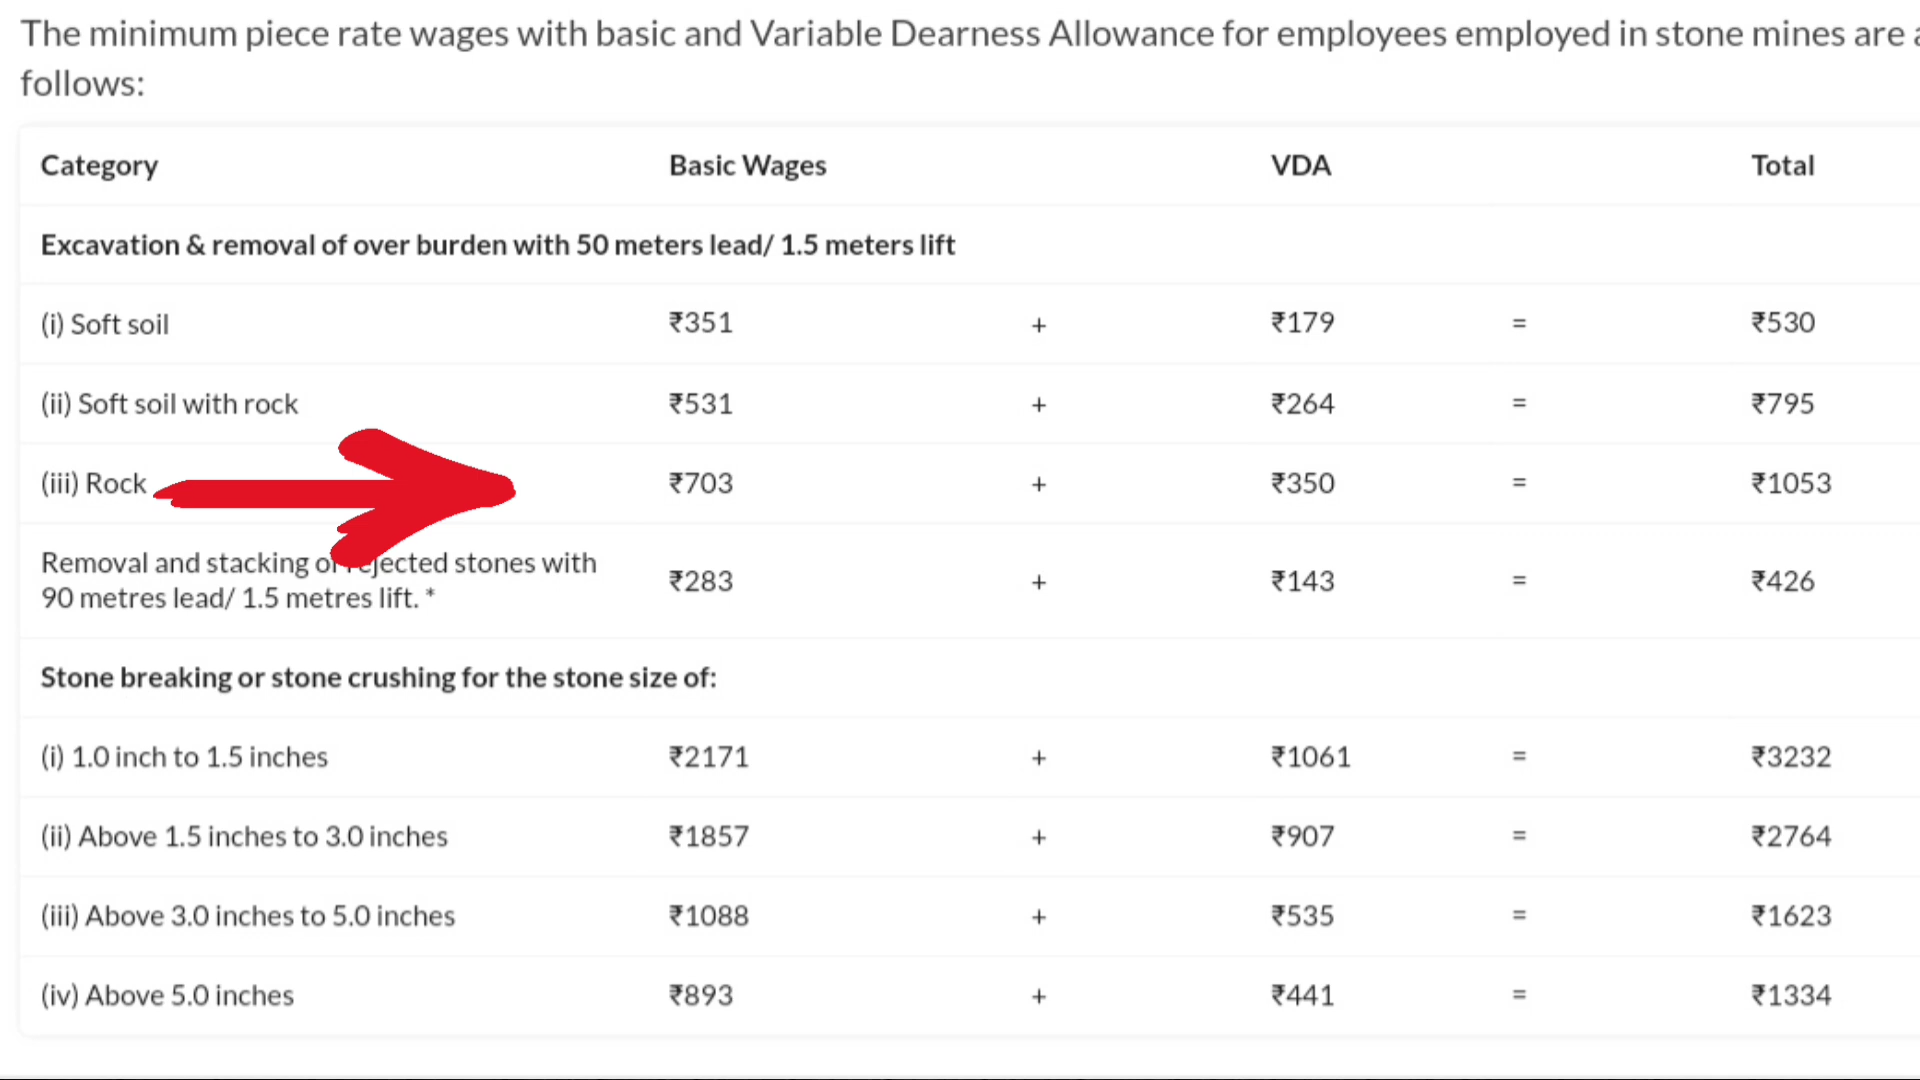 The minimum piece rate wages with basic and Variable Dearness Allowance for employees employed in stone mines are
follows:
Category Basic Wages VDA Total
Excavation & removal of over burden with 50 meters lead/ 1.5 meters lift
(i) Soft soil ₹351 + ₹179 = ₹530
(ii) Soft soil with rock ₹531 + ₹264 = ₹795
(iii) Rock ₹703 + ₹350 = ₹1053
Removal and stacking stones with
90 metres lead/ 1.5 metres lift. * ₹283 + ₹143 = ₹426
Stone breaking or stone crushing for the stone size of:
(i) 1.0 inch to 1.5 inches ₹2171 + ₹1061 = ₹3232
(ii) Above 1.5 inches to 3.0 inches ₹1857 + ₹907 = ₹2764
(iii) Above 3.0 inches to 5.0 inches ₹1088 + ₹535 = ₹1623
(iv) Above 5.0 inches ₹893 + ₹441 = ₹1334